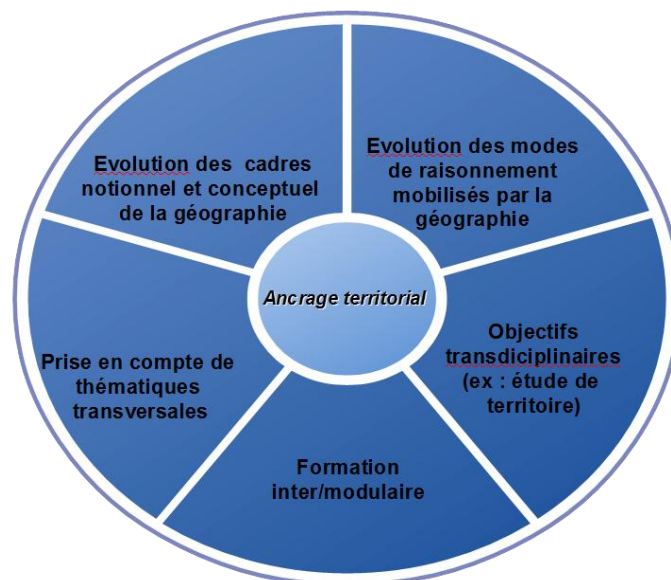 Evolution des cadres
notionnel et conceptuel
de la géographie
Evolution des modes
de raisonnement
mobilisés par la
géographie
Ancrage territorial
Prise en compte de
thématiques
transversales
Objectifs
transdiciplinaires
(ex : étude de
territoire)
Formation
inter/modulaire